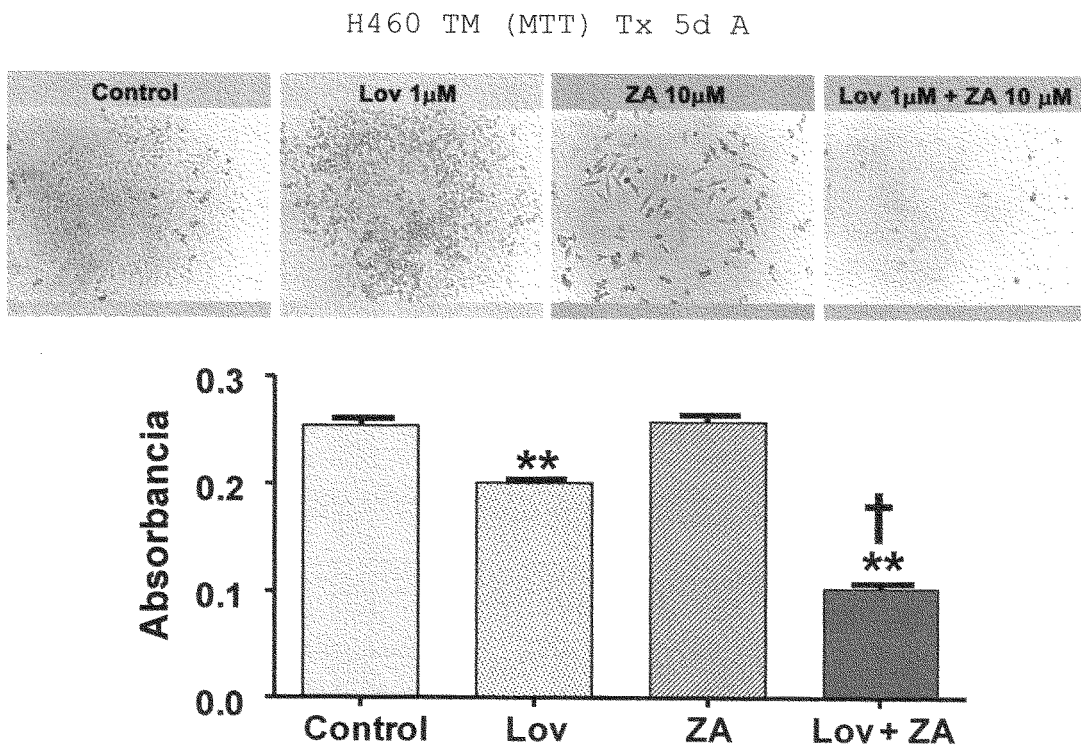 H460 TM (MTT) Tx 5d A
Control
Lov 1µM
ZA 10µM
Lov 1µM + ZA 10 µM
Absorbancia
0.3
0.2
0.1
0.0
**
†
**
Control
Lov
ZA
Lov + ZA